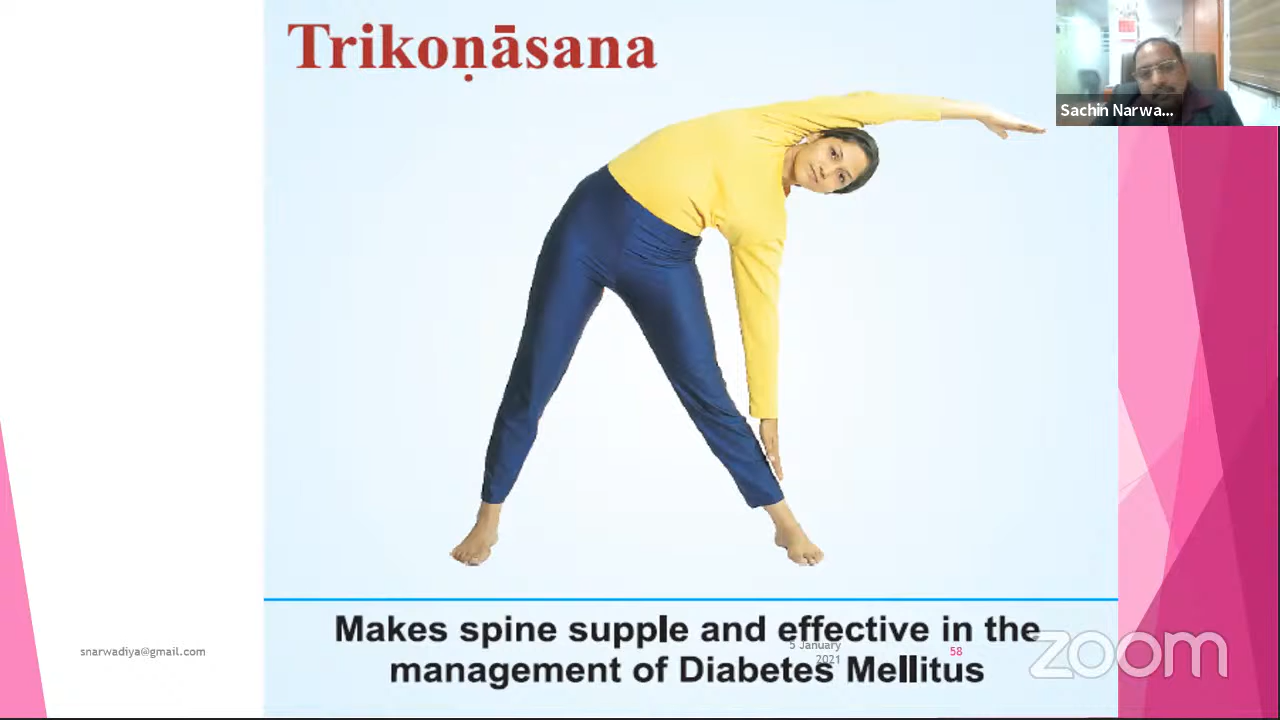 Trikoṇāsana
Sachin Narwa...
Makes spine supple and effective in the
management of Diabetes Mellitus
snarwadiya@gmail.com
5 January
2021
58
zoom